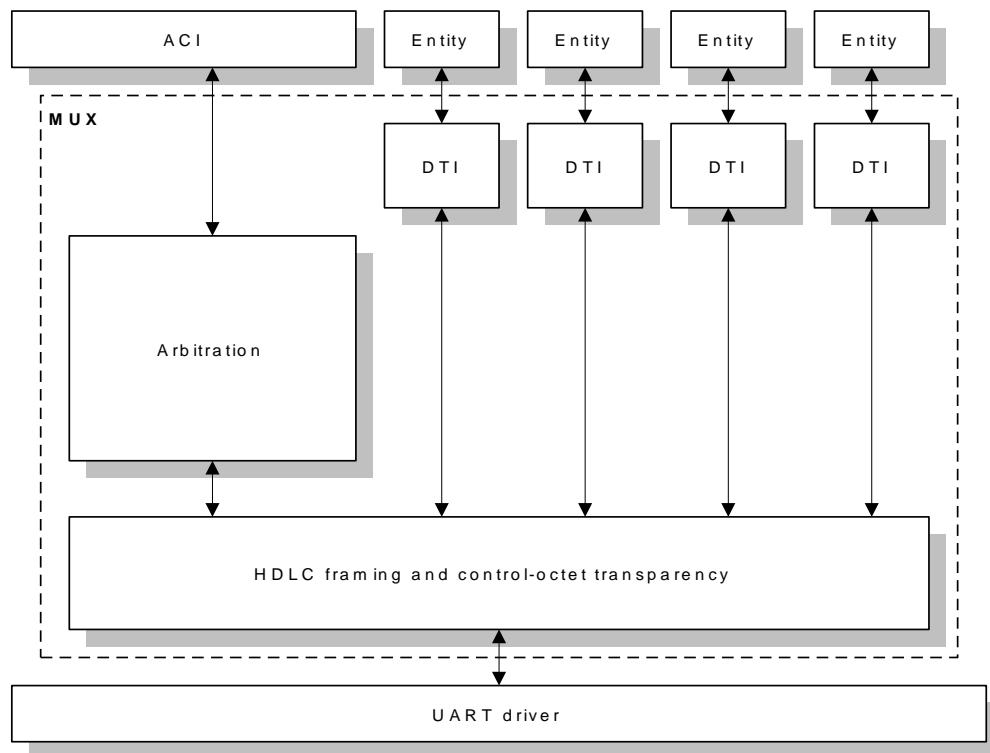 ACI
Entity
Entity
Entity
Entity
MUX
DTI
DTI
DTI
DTI
Arbitration
HDLC framing and control-octet transparency
UART driver